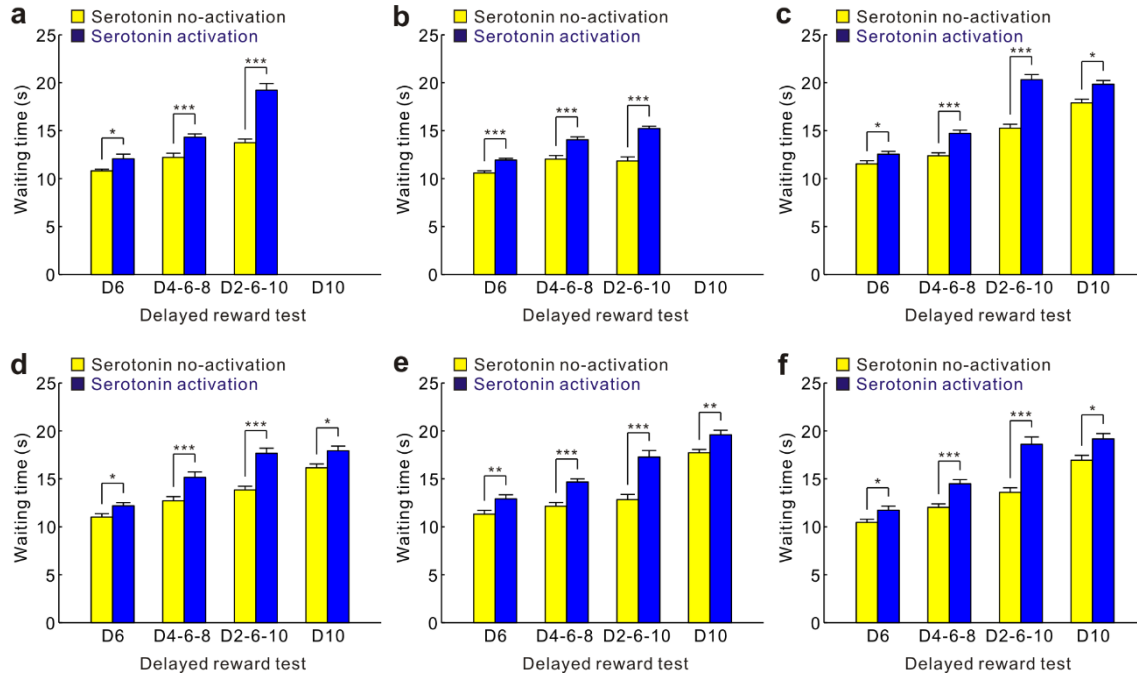 a
Serotonin no-activation
Serotonin activation
Waiting time (s)
25
20
15
10
5
0
*
***
***
D6 D4-6-8 D2-6-10 D10
Delayed reward test
b
Serotonin no-activation
Serotonin activation
Waiting time (s)
25
20
15
10
5
0
***
***
***
D6 D4-6-8 D2-6-10 D10
Delayed reward test
c
Serotonin no-activation
Serotonin activation
Waiting time (s)
25
20
15
10
5
0
*
***
***
*
D6 D4-6-8 D2-6-10 D10
Delayed reward test
d
Serotonin no-activation
Serotonin activation
Waiting time (s)
25
20
15
10
5
0
*
***
***
*
D6 D4-6-8 D2-6-10 D10
Delayed reward test
e
Serotonin no-activation
Serotonin activation
Waiting time (s)
25
20
15
10
5
0
**
***
***
**
D6 D4-6-8 D2-6-10 D10
Delayed reward test
f
Serotonin no-activation
Serotonin activation
Waiting time (s)
25
20
15
10
5
0
*
***
***
*
D6 D4-6-8 D2-6-10 D10
Delayed reward test